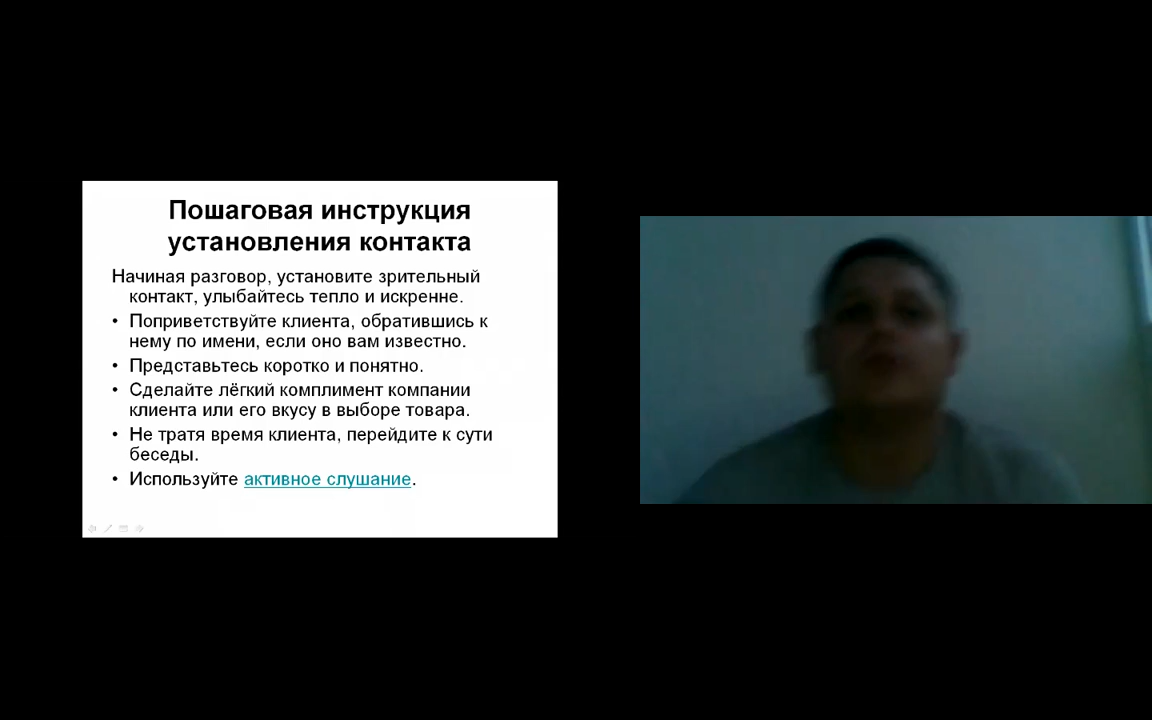 Пошаговая инструкция
установления контакта
Начиная разговор, установите зрительный
контакт, улыбайтесь тепло и искренне.
• Поприветствуйте клиента, обратившись к
нему по имени, если оно вам известно.
• Представьтесь коротко и понятно.
• Сделайте лёгкий комплимент компании
клиента или его вкусу в выборе товара.
• Не тратя время клиента, перейдите к сути
беседы.
• Используйте активное слушание.